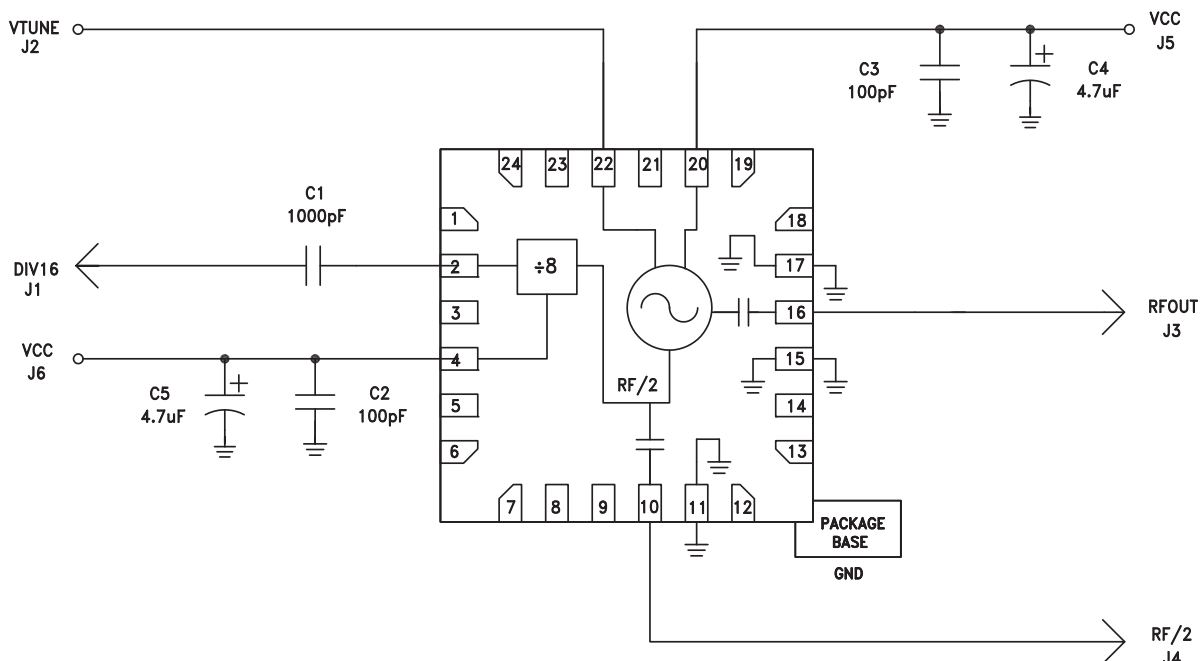 VTUNE
J2
VCC
J5
C3
100pF
C4
4.7uF
24
23
22
21
20
19
C1
1000pF
1
18
DIV16
J1
2
÷8
17
3
16
RFOUT
J3
VCC
J6
4
15
C5
4.7uF
C2
100pF
RF/2
5
14
6
13
7
8
9
10
11
12
PACKAGE
BASE
GND
RF/2
J4